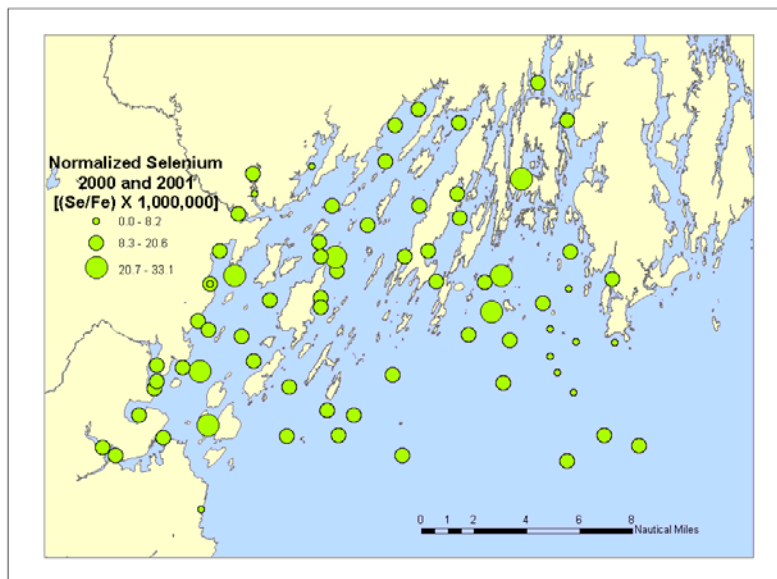 Normalized Selenium
2000 and 2001
[(Se/Fe) X 1,000,000]
0.0 - 8.2
8.3 - 20.6
20.7 - 33.1
0 1 2 4 6 8
Nautical Miles